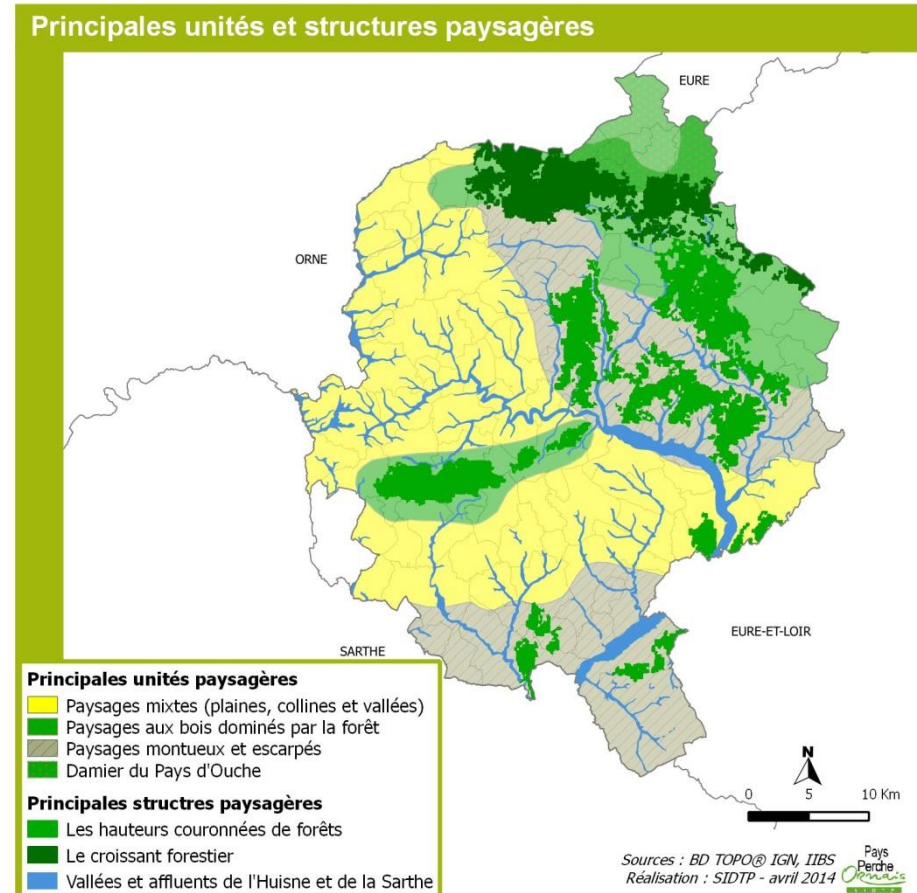 Principales unités et structures paysagères
EURE
ORNE
SARTHE
EURE-ET-LOIR
Principales unités paysagères
Paysages mixtes (plaines, collines et vallées)
Paysages aux bois dominés par la forêt
Paysages montueux et escarpés
Damier du Pays d'Ouche
Principales structres paysagères
Les hauteurs couronnées de forêts
Le croissant forestier
Vallées et affluents de l'Huisne et de la Sarthe
N
0 5 10 Km
Sources : BD TOPO® IGN, IIBS
Réalisation : SIDTP - avril 2014
Pays
Perche
Ornais
SIDTP